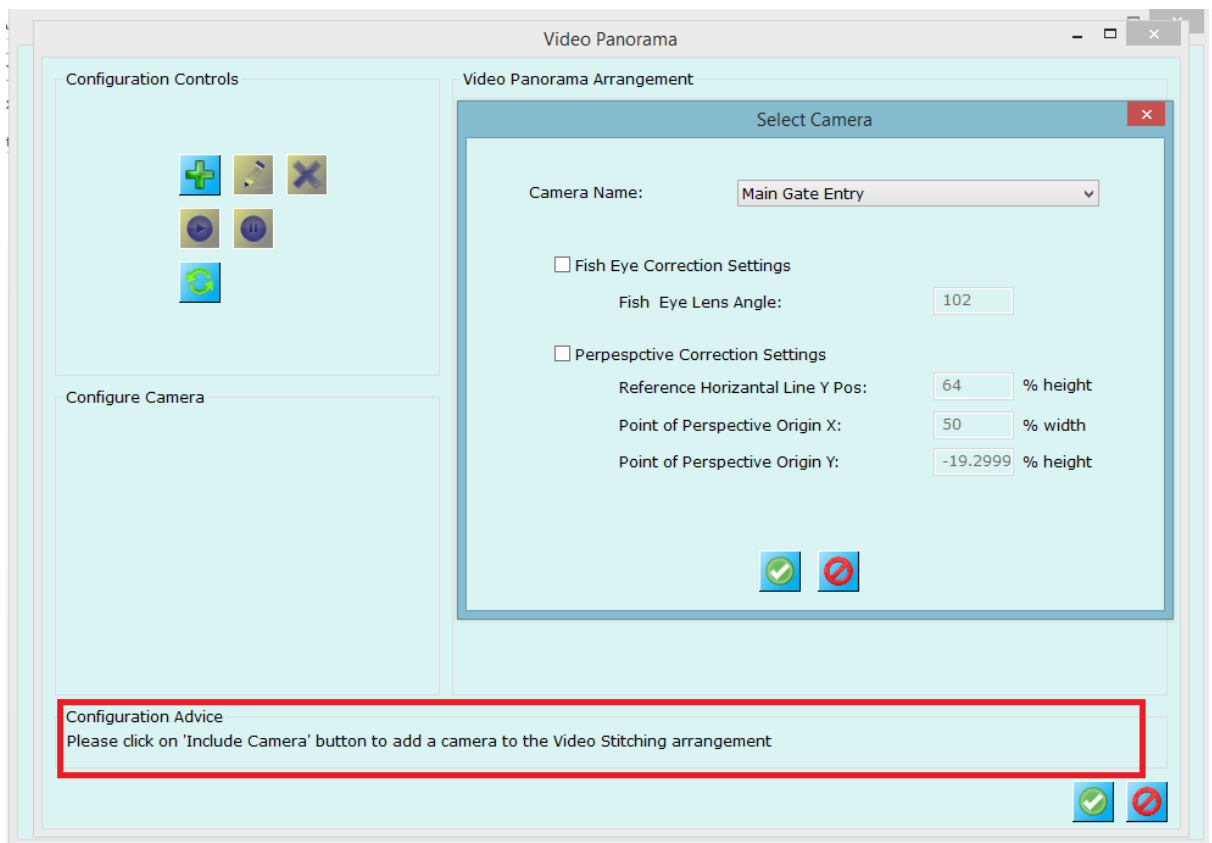 Video Panorama
Configuration Controls
Video Panorama Arrangement
Select Camera
Camera Name:
Main Gate Entry
Fish Eye Correction Settings
Fish Eye Lens Angle:
102
Perpespctive Correction Settings
Reference Horizantal Line Y Pos:
64
% height
Configure Camera
Point of Perspective Origin X:
50
% width
Point of Perspective Origin Y:
-19.2999
% height
Configuration Advice
Please click on 'Include Camera' button to add a camera to the Video Stitching arrangement